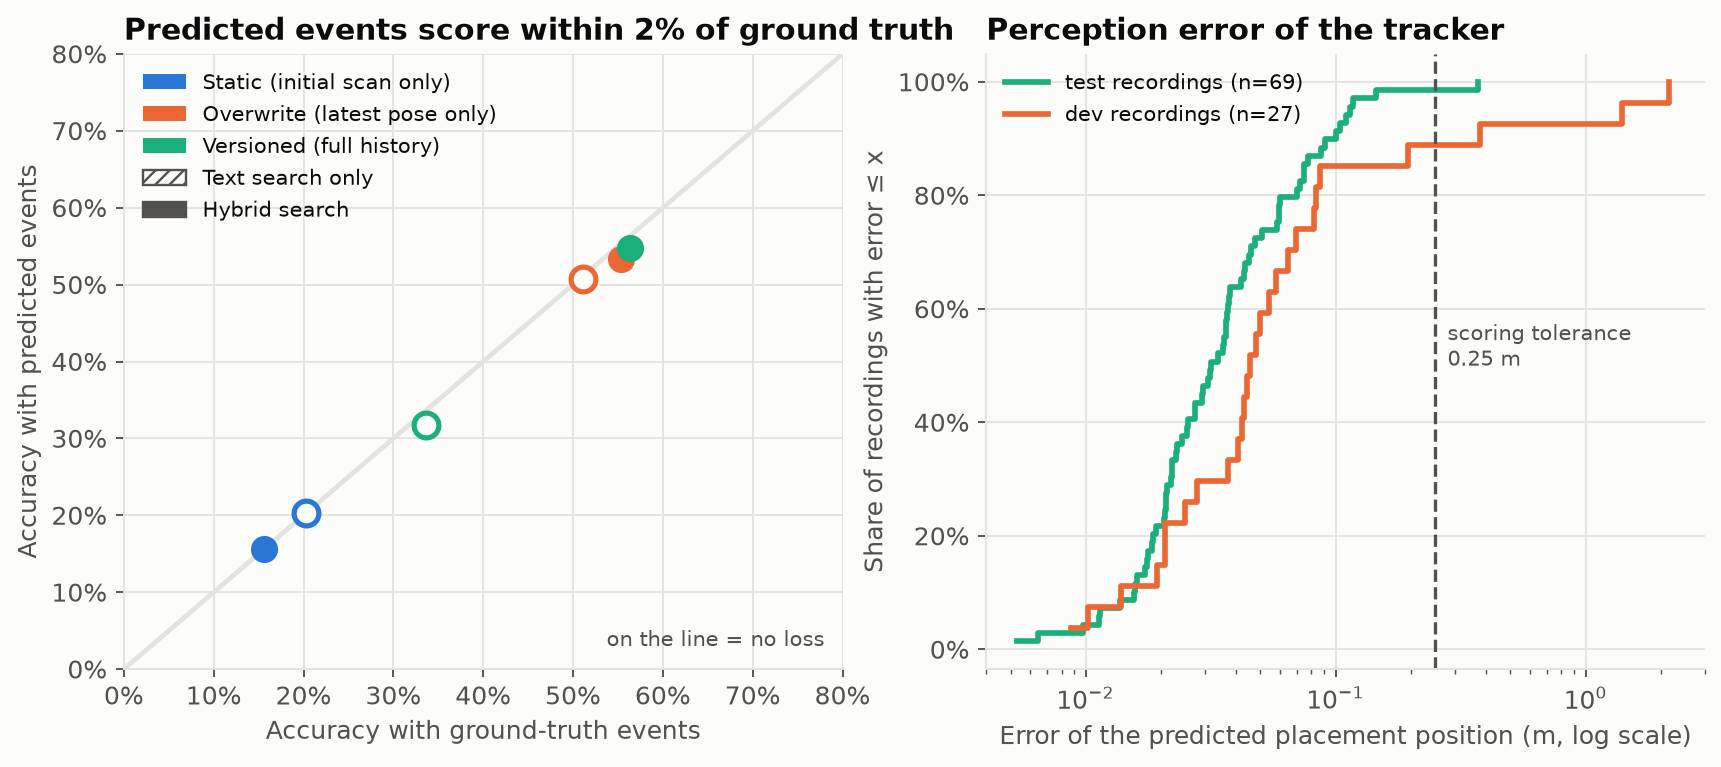 Predicted events score within 2% of ground truth
80%
70%
60%
50%
40%
30%
20%
10%
0%
Accuracy with predicted events
Static (initial scan only)
Overwrite (latest pose only)
Versioned (full history)
Text search only
Hybrid search
on the line = no loss
0%
10%
20%
30%
40%
50%
60%
70%
80%
Accuracy with ground-truth events
Perception error of the tracker
100%
80%
60%
40%
20%
0%
Share of recordings with error ≤ x
test recordings (n=69)
dev recordings (n=27)
scoring tolerance
0.25 m
10⁻²
10⁻¹
10⁰
Error of the predicted placement position (m, log scale)